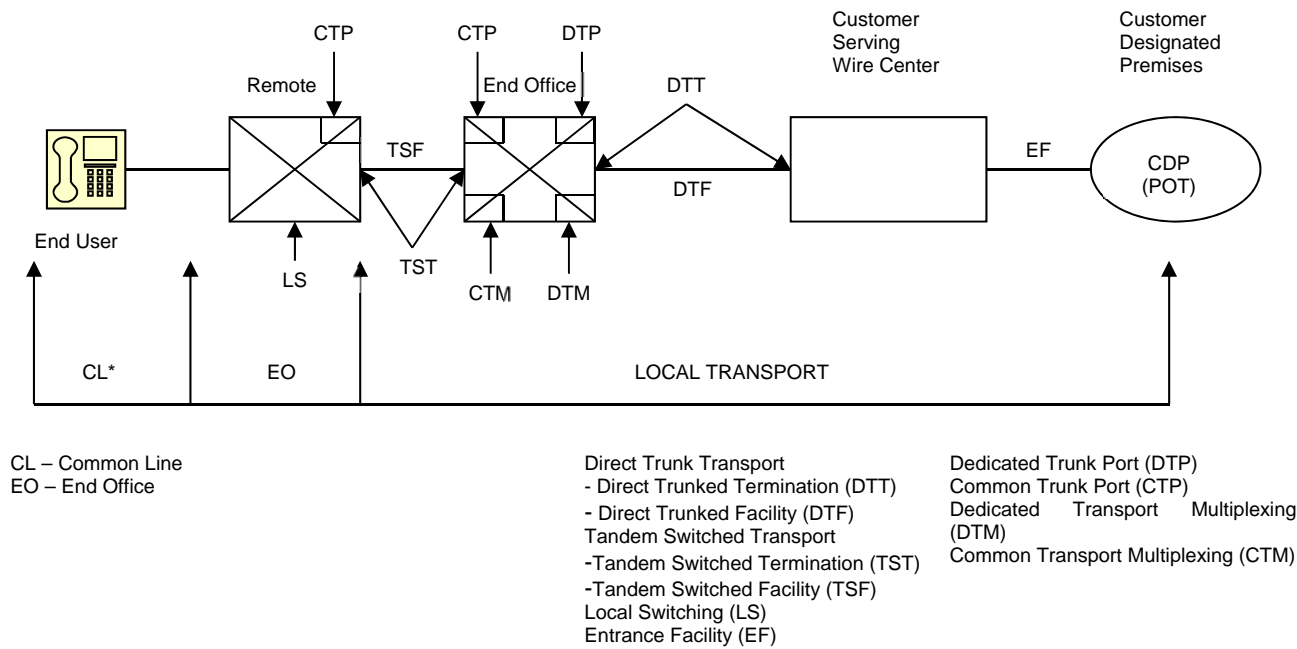 Customer
Serving
Wire Center
Customer
Designated
Premises
CTP
CTP
DTP
Remote
End Office
DTT
TSF
DTF
EF
CDP
(POT)
End User
LS
TST
CTM
DTM
CL*
EO
LOCAL TRANSPORT
CL – Common Line
EO – End Office
Direct Trunk Transport
- Direct Trunked Termination (DTT)
- Direct Trunked Facility (DTF)
Tandem Switched Transport
-Tandem Switched Termination (TST)
-Tandem Switched Facility (TSF)
Local Switching (LS)
Entrance Facility (EF)
Dedicated Trunk Port (DTP)
Common Trunk Port (CTP)
Dedicated Transport Multiplexing
(DTM)
Common Transport Multiplexing (CTM)